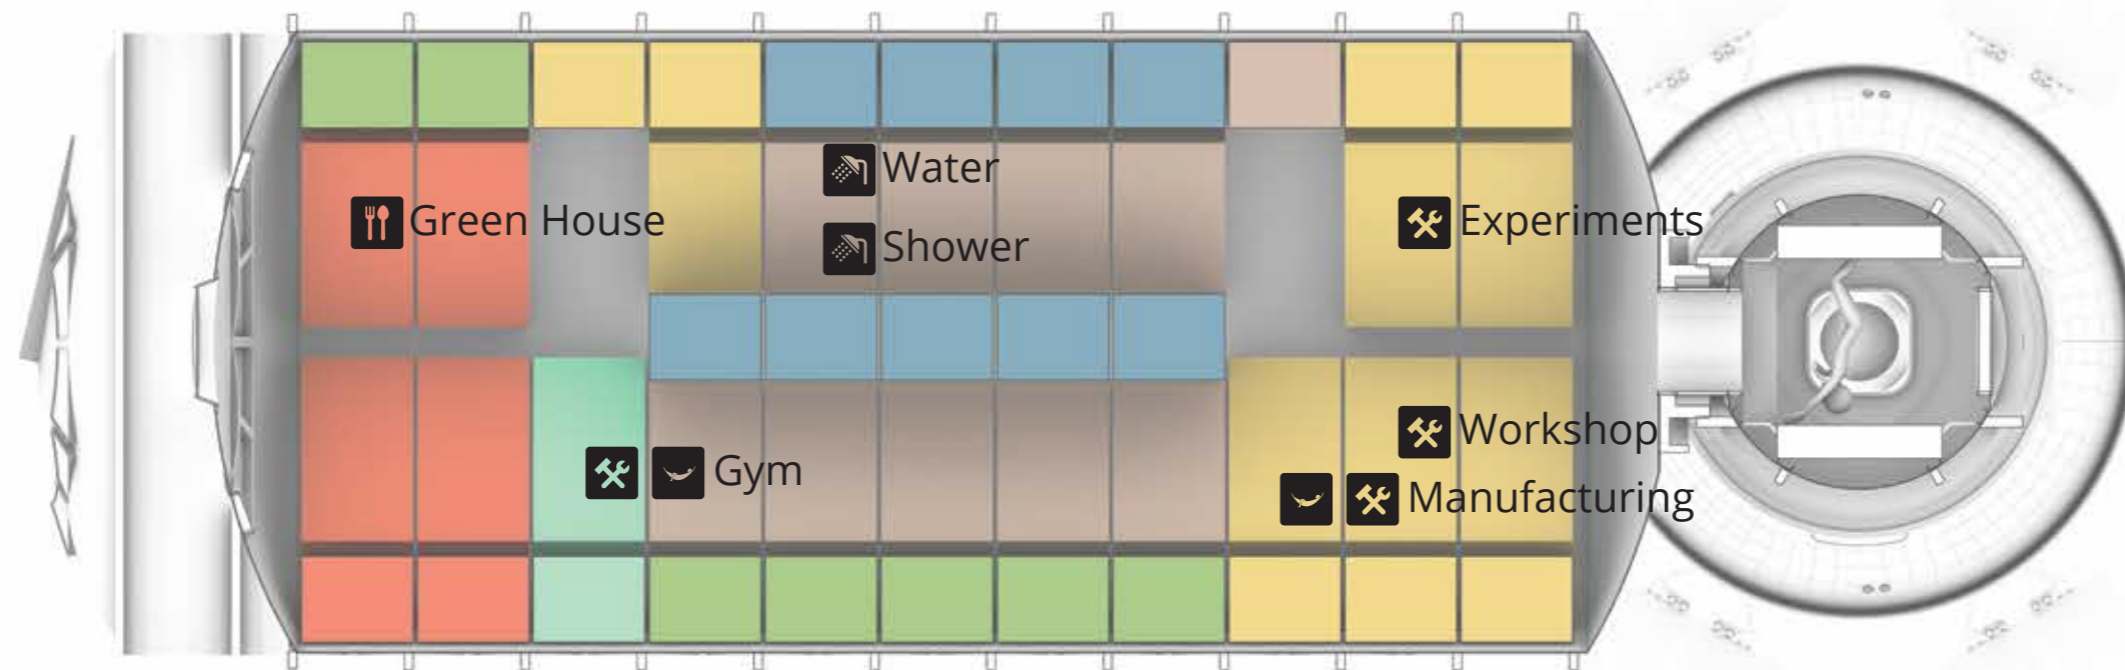 Water
Green House
Shower
Experiments
Workshop
Gym
Manufacturing